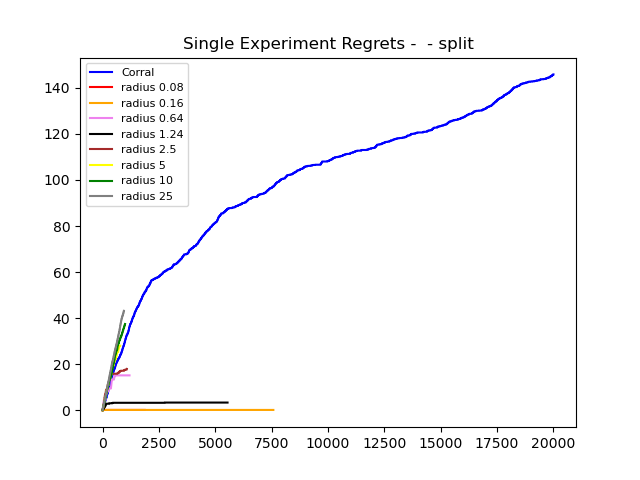 Single Experiment Regrets -  - split
Corral
radius 0.08
radius 0.16
radius 0.64
radius 1.24
radius 2.5
radius 5
radius 10
radius 25
140
120
100
80
60
40
20
0
0 2500 5000 7500 10000 12500 15000 17500 20000